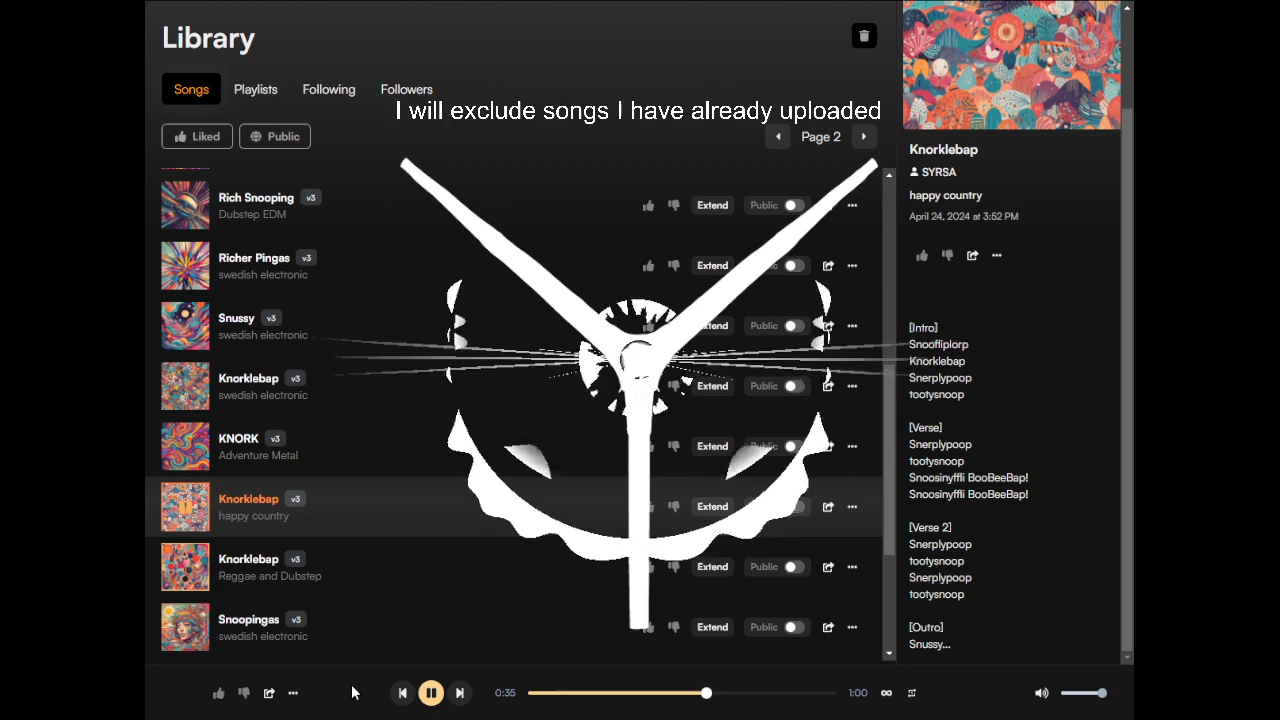 Library
Songs Playlists Following Followers
I will exclude songs I have already uploaded
Liked Public
Page 2
Rich Snooping v3
Dubstep EDM
Extend Public
Richer Pingas v3
swedish electronic
Extend
Snussy v3
swedish electronic
Public
Knorklebap v3
swedish electronic
Extend Public
KNORK v3
Adventure Metal
Extend Public
Knorklebap v3
happy country
Extend
Knorklebap v3
Reggae and Dubstep
Extend Public
Snoopingas v3
swedish electronic
Extend Public
Knorklebap
SYRSA
happy country
April 24, 2024 at 3:52 PM
[Intro]
Snoofliplorp
Knorklebap
Snerplypoop
tootysnoop
[Verse]
Snerplypoop
tootysnoop
Snoosinyffli BooBeeBap!
Snoosinyffli BooBeeBap!
[Verse 2]
Snerplypoop
tootysnoop
Snerplypoop
tootysnoop
[Outro]
Snussy...
0:35 1:00